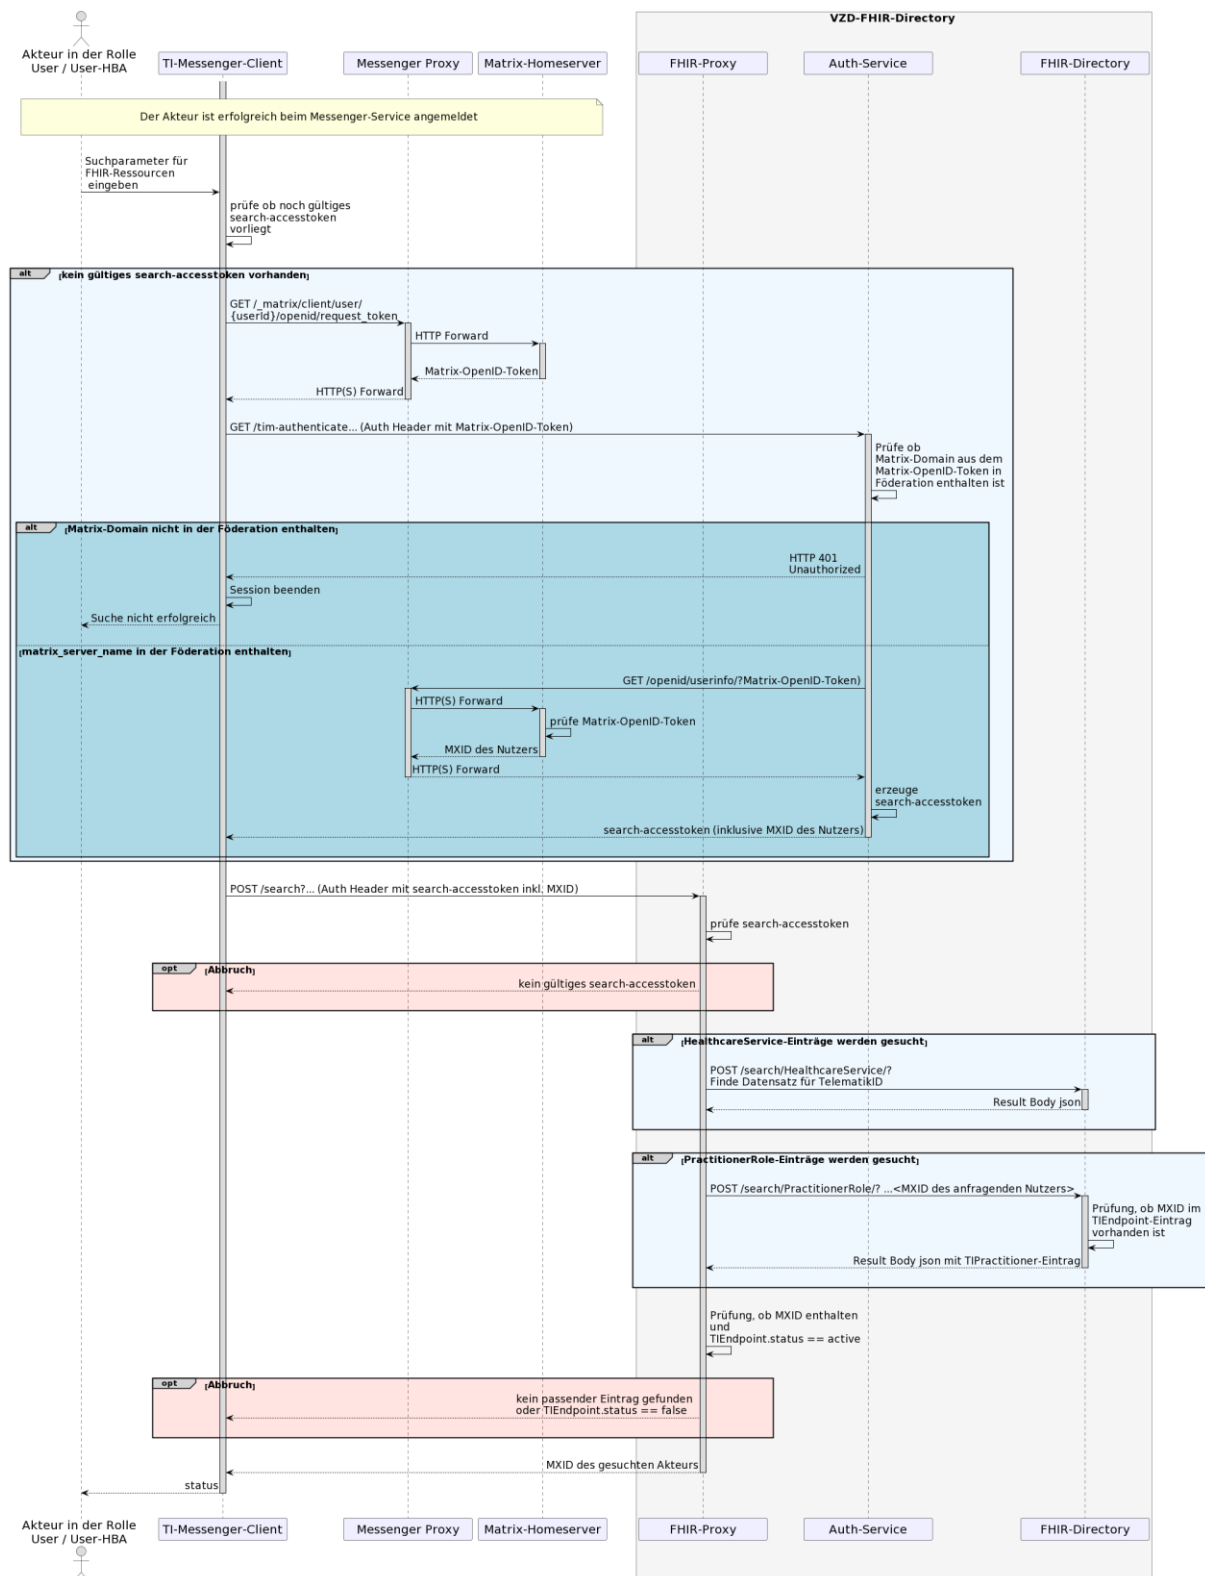 VZD-FHIR-Directory
Akteur in der Rolle
User / User-HBA
TI-Messenger-Client
Messenger Proxy
Matrix-Homeserver
FHIR-Proxy
Auth-Service
FHIR-Directory
Der Akteur ist erfolgreich beim Messenger-Service angemeldet
Suchparameter für
FHIR-Ressourcen
eingeben
prüfe ob noch gültiges
search-accesstoken
vorliegt
alt
[kein gültiges search-accesstoken vorhanden]
GET /_matrix/client/user/
{userId}/openid/request_token
HTTP Forward
Matrix-OpenID-Token
HTTP(S) Forward
GET /tim-authenticate... (Auth Header mit Matrix-OpenID-Token)
Prüfe ob
Matrix-Domain aus dem
Matrix-OpenID-Token in
Föderation enthalten ist
alt
[Matrix-Domain nicht in der Föderation enthalten]
HTTP 401
Unauthorized
Session beenden
Suche nicht erfolgreich
[matrix_server_name in der Föderation enthalten]
GET /openid/userinfo/?Matrix-OpenID-Token)
HTTP(S) Forward
prüfe Matrix-OpenID-Token
MXID des Nutzers
HTTP(S) Forward
erzeuge
search-accesstoken
search-accesstoken (inklusive MXID des Nutzers)
POST /search?... (Auth Header mit search-accesstoken inkl. MXID)
prüfe search-accesstoken
opt
[Abbruch]
kein gültiges search-accesstoken
alt
[HealthcareService-Einträge werden gesucht]
POST /search/HealthcareService/?
Finde Datensatz für TelematikID
Result Body json
alt
[PractitionerRole-Einträge werden gesucht]
POST /search/PractitionerRole/? ...<MXID des anfragenden Nutzers>
Prüfung, ob MXID im
TIEndpoint-Eintrag
vorhanden ist
Result Body json mit TIPractitioner-Eintrag
Prüfung, ob MXID enthalten
und
TIEndpoint.status == active
opt
[Abbruch]
kein passender Eintrag gefunden
oder TIEndpoint.status == false
MXID des gesuchten Akteurs
status
Akteur in der Rolle
User / User-HBA
TI-Messenger-Client
Messenger Proxy
Matrix-Homeserver
FHIR-Proxy
Auth-Service
FHIR-Directory